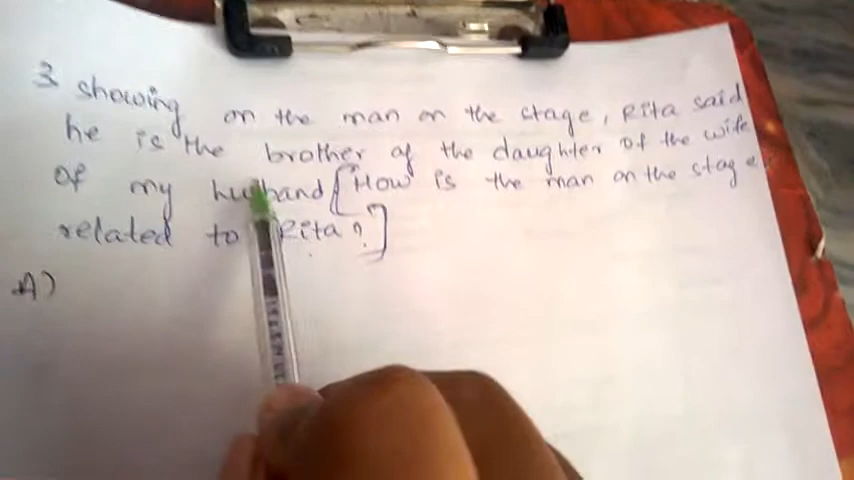 3 showing on the man on the stage, Rita said
he is the brother of the daughter of the wife
of my husband [How is the man on the stage
related to Rita?]
A)